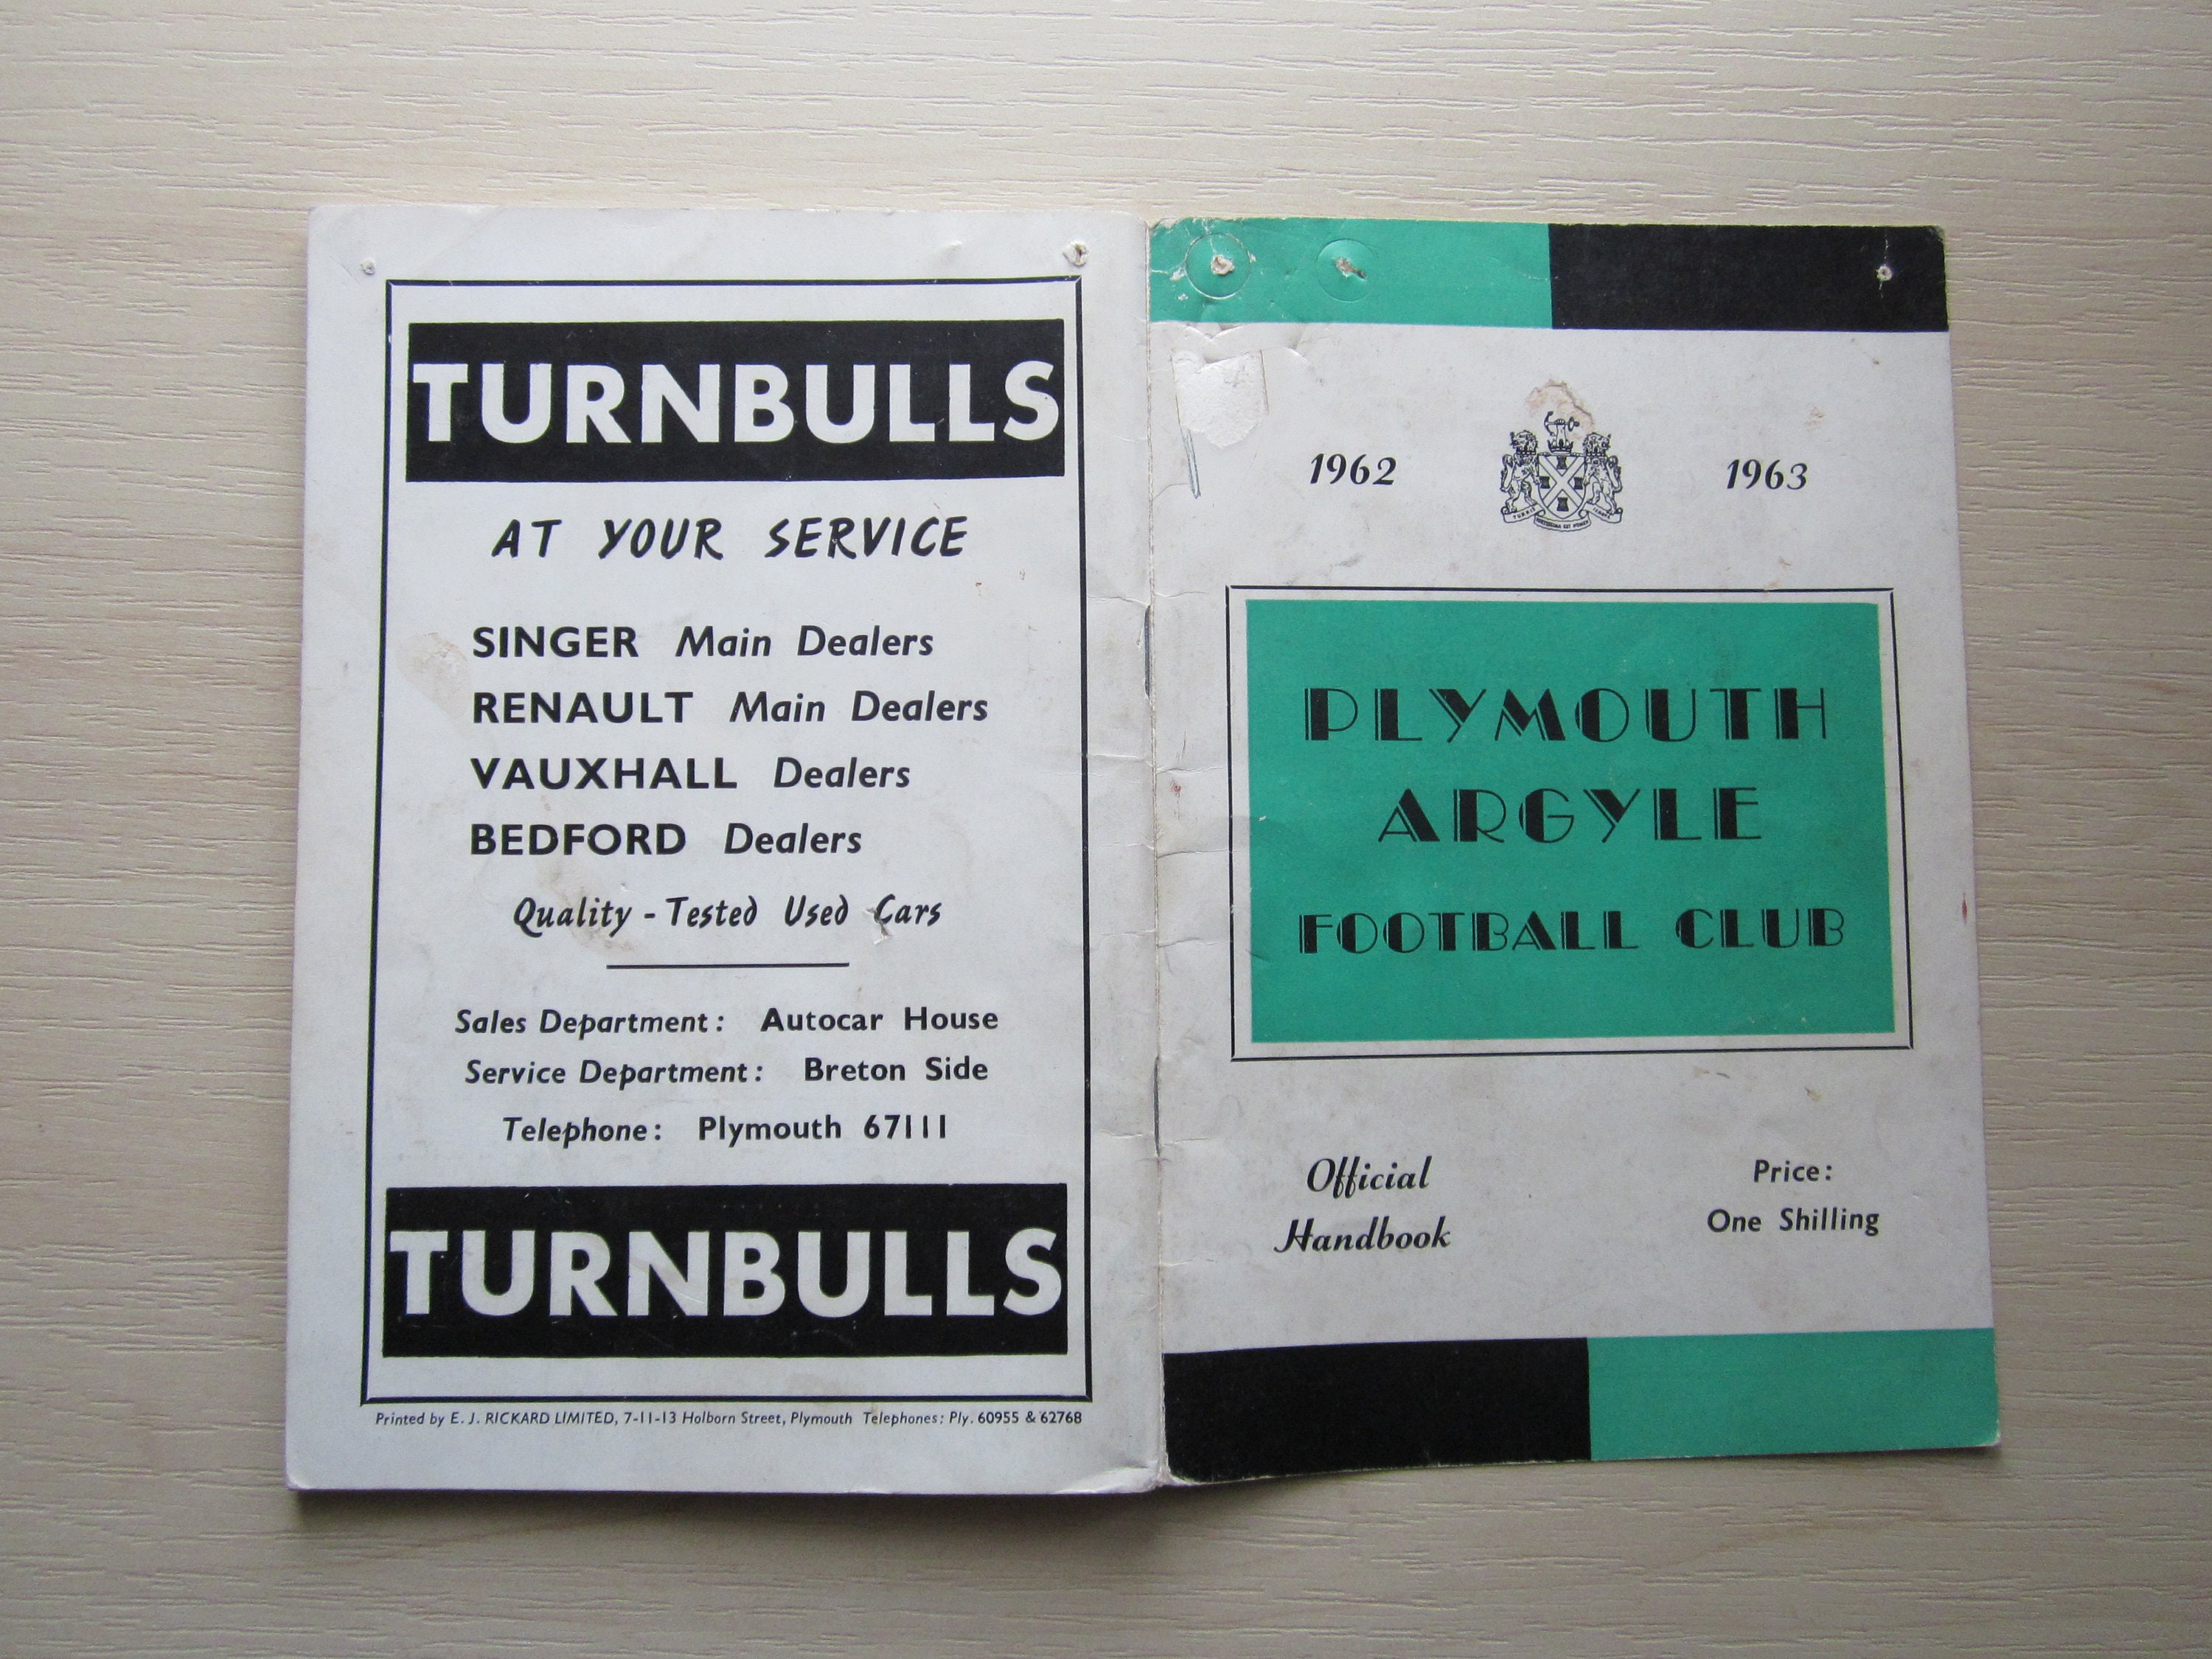 TURNBULLS
AT YOUR SERVICE
SINGER Main Dealers
RENAULT Main Dealers
VAUXHALL Dealers
BEDFORD Dealers
Quality - Tested Used Cars
Sales Department: Autocar House
Service Department: Breton Side
Telephone: Plymouth 67111
TURNBULLS
Printed by E. J. RICKARD LIMITED, 7-11-13 Holborn Street, Plymouth Telephones: Ply. 60955 & 62768
1962 1963
PLYMOUTH
ARGYLE
FOOTBALL CLUB
Official
Handbook
Price:
One Shilling